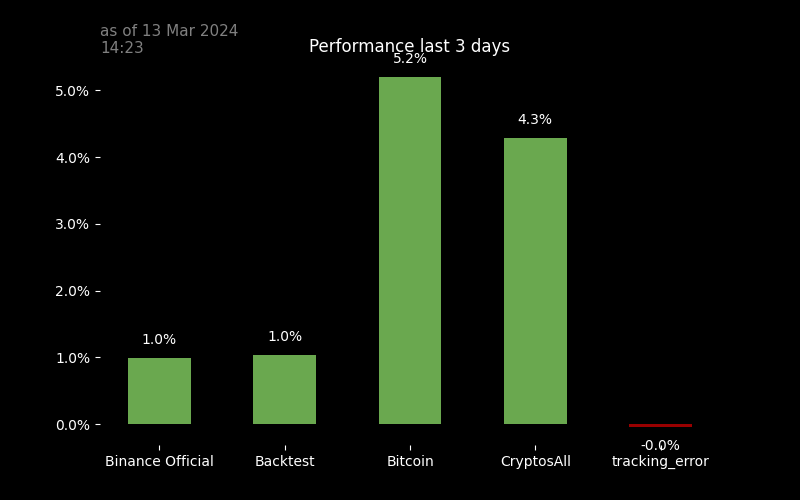 as of 13 Mar 2024
14:23
Performance last 3 days
5.2%
5.0%
4.3%
4.0%
3.0%
2.0%
1.0%
1.0%
1.0%
0.0%
-0.0%
Binance Official
Backtest
Bitcoin
CryptosAll
tracking_error